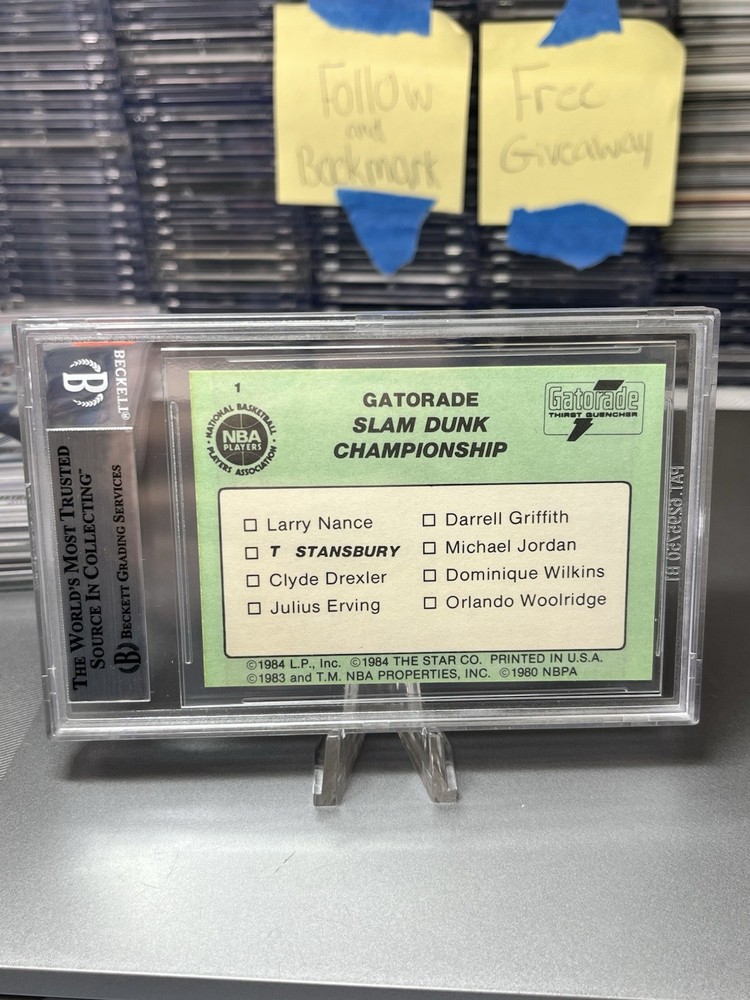 Follow
and
Bookmark
Free
Giveaway
BECKETT
B
THE WORLD'S MOST TRUSTED
SOURCE IN COLLECTING™
B BECKETT GRADING SERVICES
1
NATIONAL BASKETBALL
NBA
PLAYERS
PLAYERS ASSOCIATION
GATORADE
SLAM DUNK
CHAMPIONSHIP
Gatorade
THIRST QUENCHER
Larry Nance
T STANSBURY
Clyde Drexler
Julius Erving
Darrell Griffith
Michael Jordan
Dominique Wilkins
Orlando Woolridge
©1984 L.P., Inc. ©1984 THE STAR CO. PRINTED IN U.S.A.
©1983 and T.M. NBA PROPERTIES, INC. ©1980 NBPA